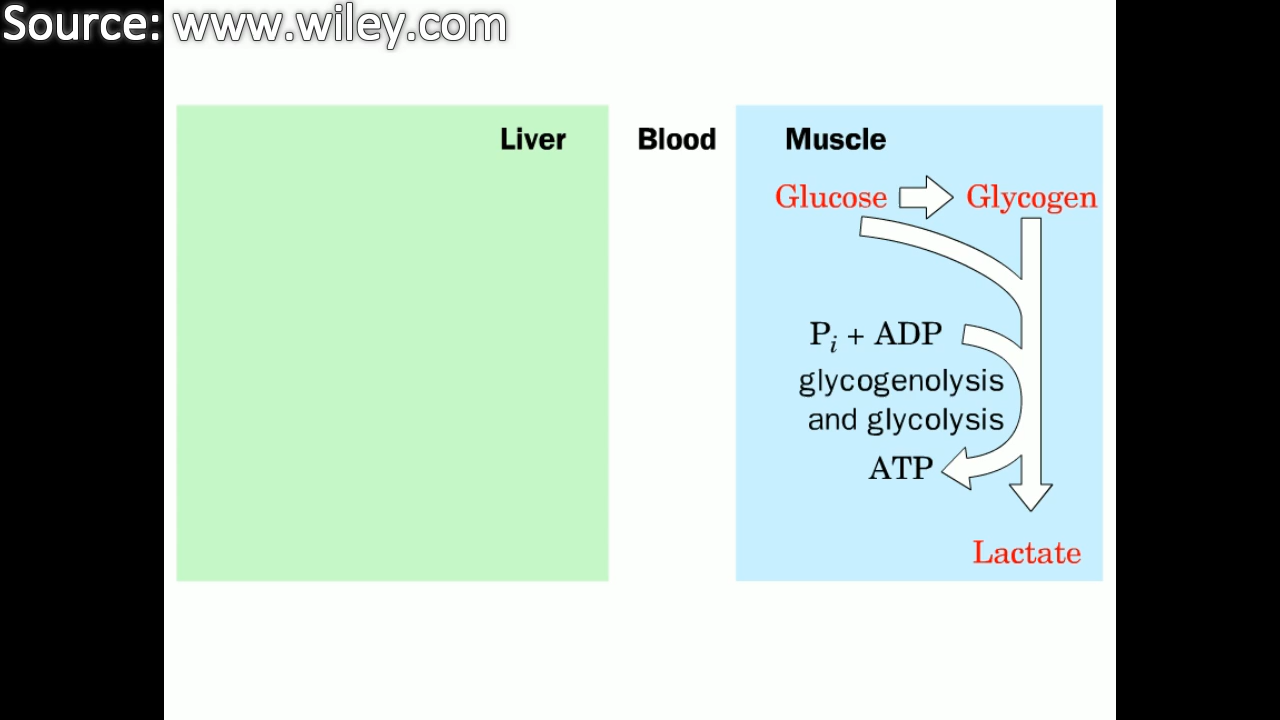 Source: www.wiley.com
Liver Blood Muscle
Glucose Glycogen
Pi + ADP
glycogenolysis
and glycolysis
ATP
Lactate